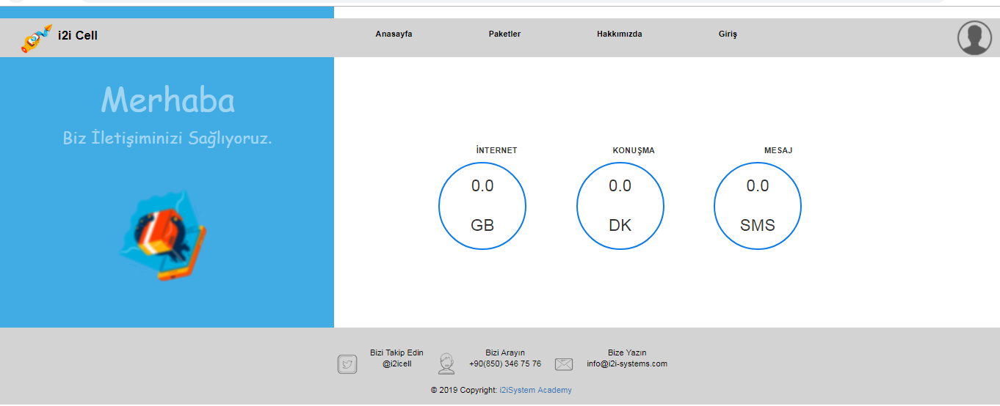 i2i Cell
Anasayfa
Paketler
Hakkımızda
Giriş
Merhaba
Biz İletişiminizi Sağlıyoruz.
İNTERNET
KONUŞMA
MESAJ
0.0
GB
0.0
DK
0.0
SMS
Bizi Takip Edin
@i2icell
Bizi Arayın
+90(850) 346 75 76
Bize Yazın
info@i2i-systems.com
© 2019 Copyright: i2iSystem Academy